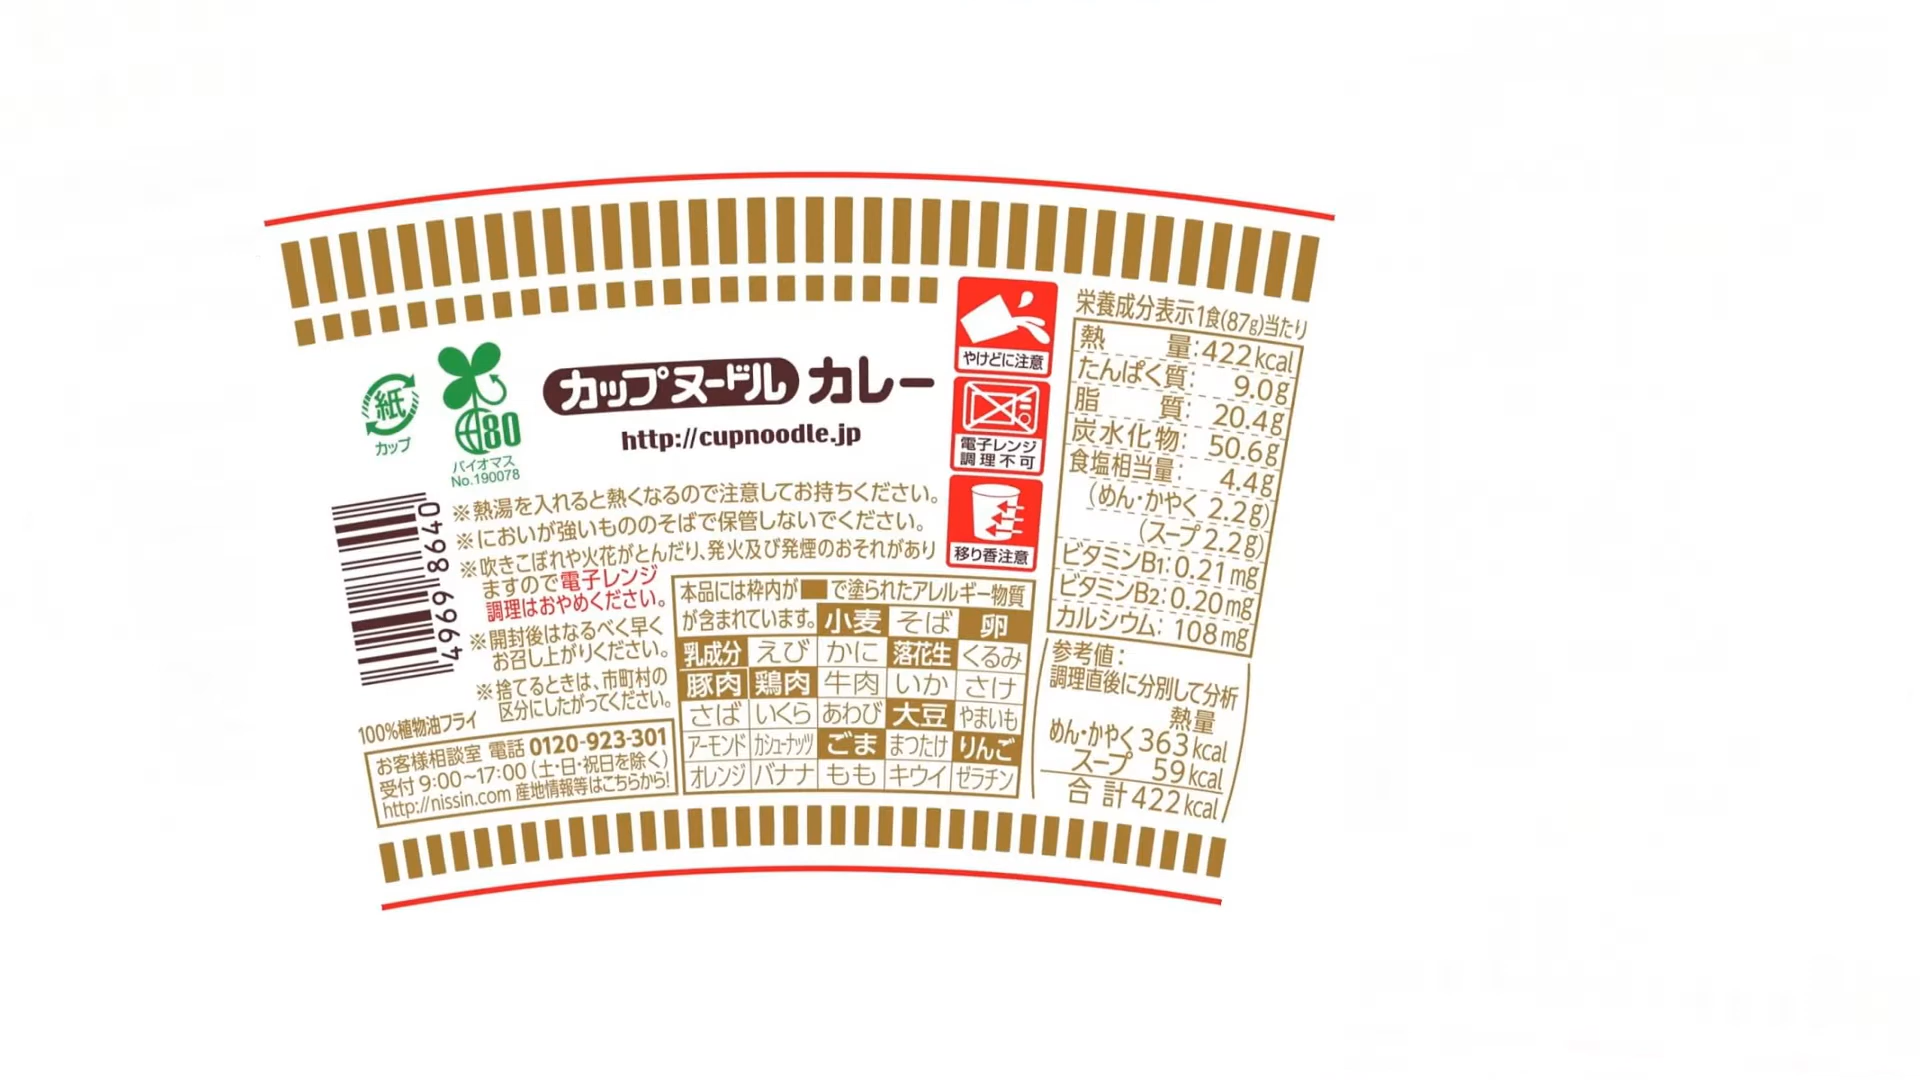 紙
カップ
80
バイオマス
No.190078
カップヌードル カレー
http://cupnoodle.jp
4969 8940
※熱湯を入れると熱くなるので注意してお持ちください。
※においが強いもののそばで保管しないでください。
※吹きこぼれや火花がとんだり、発火及び発煙のおそれがあり
ますので電子レンジ
調理はおやめください。
※開封後はなるべく早く
お召し上がりください。
※捨てるときは、市町村の
区分にしたがってください。
100%植物油フライ
お客様相談室 電話 0120-923-301
受付 9:00~17:00(土・日・祝日を除く)
http://nissin.com 産地情報等はこちらから!
本品には枠内が で塗られたアレルギー物質
が含まれています。 小麦 そば 卵
乳成分 えび かに 落花生 くるみ
豚肉 鶏肉 牛肉 いか さけ
さば いくら あわび 大豆 やまいも
アーモンド カシューナッツ ごま まつたけ りんご
オレンジ バナナ もも キウイ ゼラチン
やけどに注意
電子レンジ
調理不可
移り香注意
栄養成分表示1食(87g)当たり
熱量:422kcal
たんぱく質: 9.0g
脂質: 20.4g
炭水化物: 50.6g
食塩相当量: 4.4g
(めん・かやく 2.2g)
(スープ 2.2g)
ビタミンB1:0.21mg
ビタミンB2:0.20mg
カルシウム: 108mg
参考値:
調理直後に分別して分析
熱量
めん・かやく 363kcal
スープ 59kcal
合計422kcal